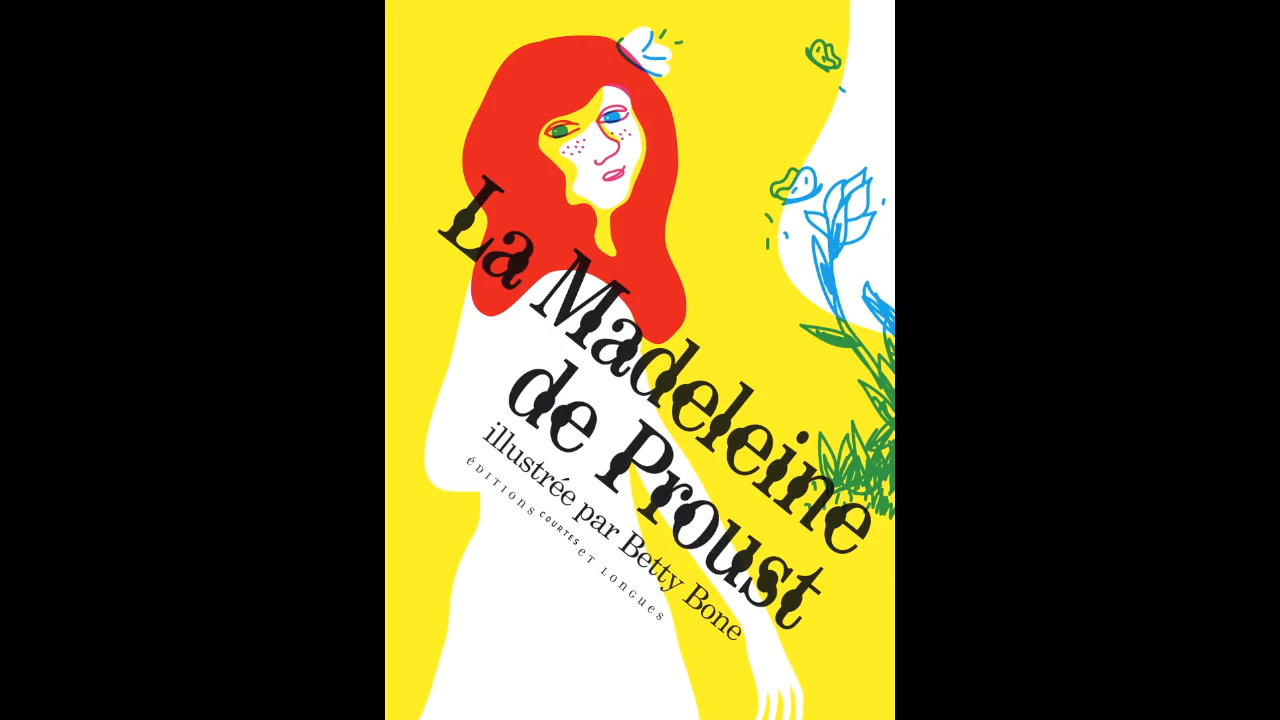 La Madeleine
de Proust
illustrée par Betty Bone
éDITIONS COURTES eT LONGUeS